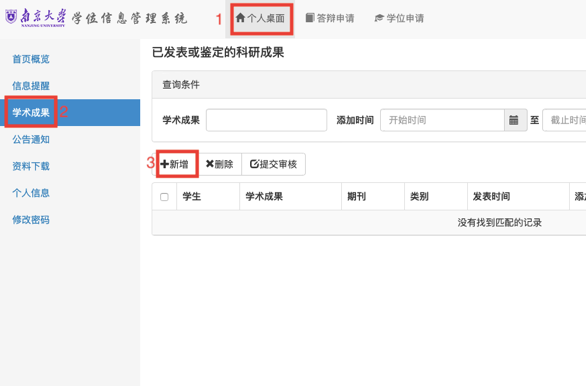 南京大学 学位信息管理系统 1 个人桌面 答辩申请 学位申请
NANJING UNIVERSITY
首页概览
信息提醒
学术成果 2
公告通知
资料下载
个人信息
修改密码
已发表或鉴定的科研成果
查询条件
学术成果 添加时间 开始时间 至 截止时间
3 新增 删除 提交审核
学生 学术成果 期刊 类别 发表时间 添
没有找到匹配的记录